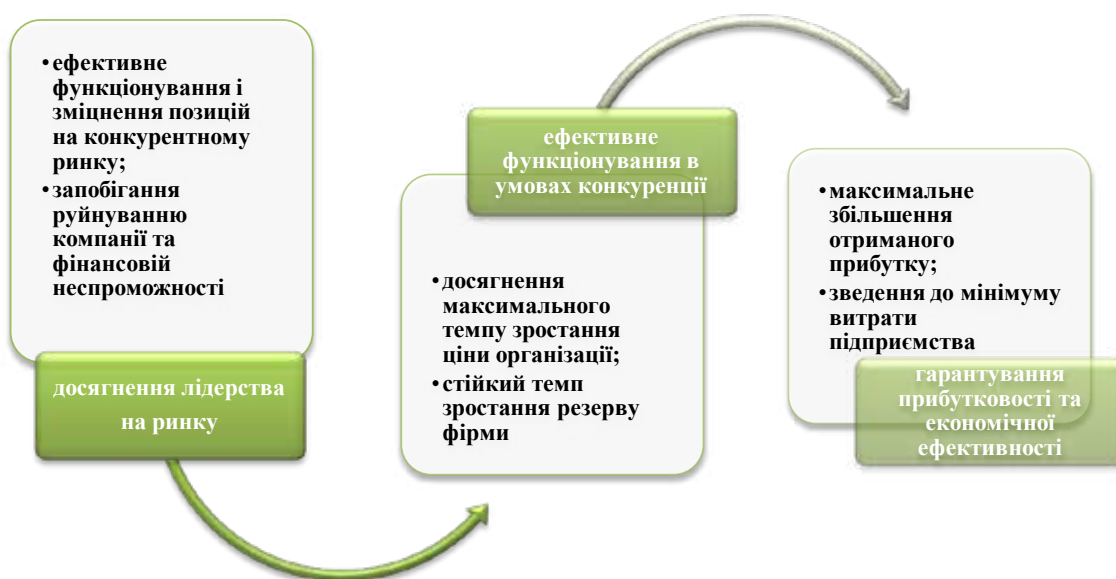 •ефективне
функціонування і
зміцнення позицій
на конкурентному
ринку;
•запобігання
руйнуванню
компанії та
фінансовій
неспроможності
досягнення лідерства
на ринку
ефективне
функціонування в
умовах конкуренції
•досягнення
максимального
темпу зростання
ціни організації;
•стійкий темп
зростання резерву
фірми
•максимальне
збільшення
отриманого
прибутку;
•зведення до мінімуму
витрати
підприємства
гарантування
прибутковості та
економічної
ефективності